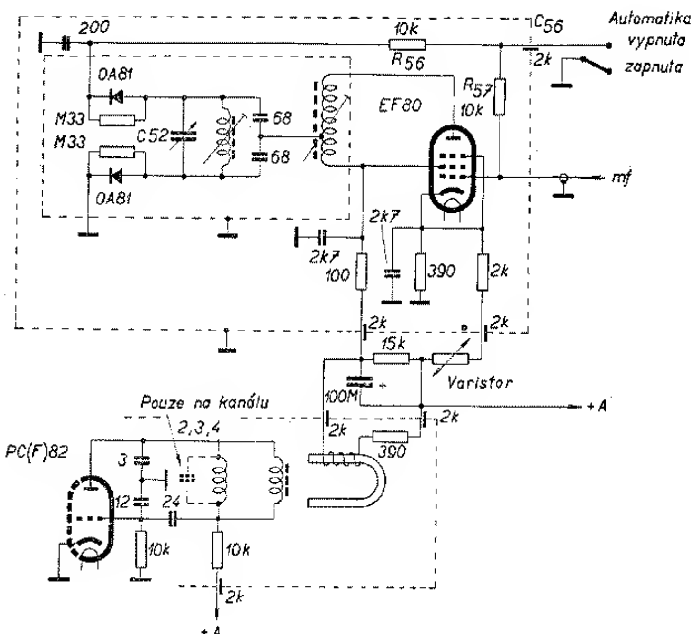 200
10k
R56
C56
2k
Automatika
vypnuta
zapnuta
0A81
M33
M33
C52
68
68
0A81
EF80
R57
10k
mf
2k7
100
2k7
390
2k
2k
2k
15k
Varistor
100M
+
+A
2k
2k
390
Pouze na kanálu
2,3,4
PC(F)82
3
12
24
10k
10k
2k
+A